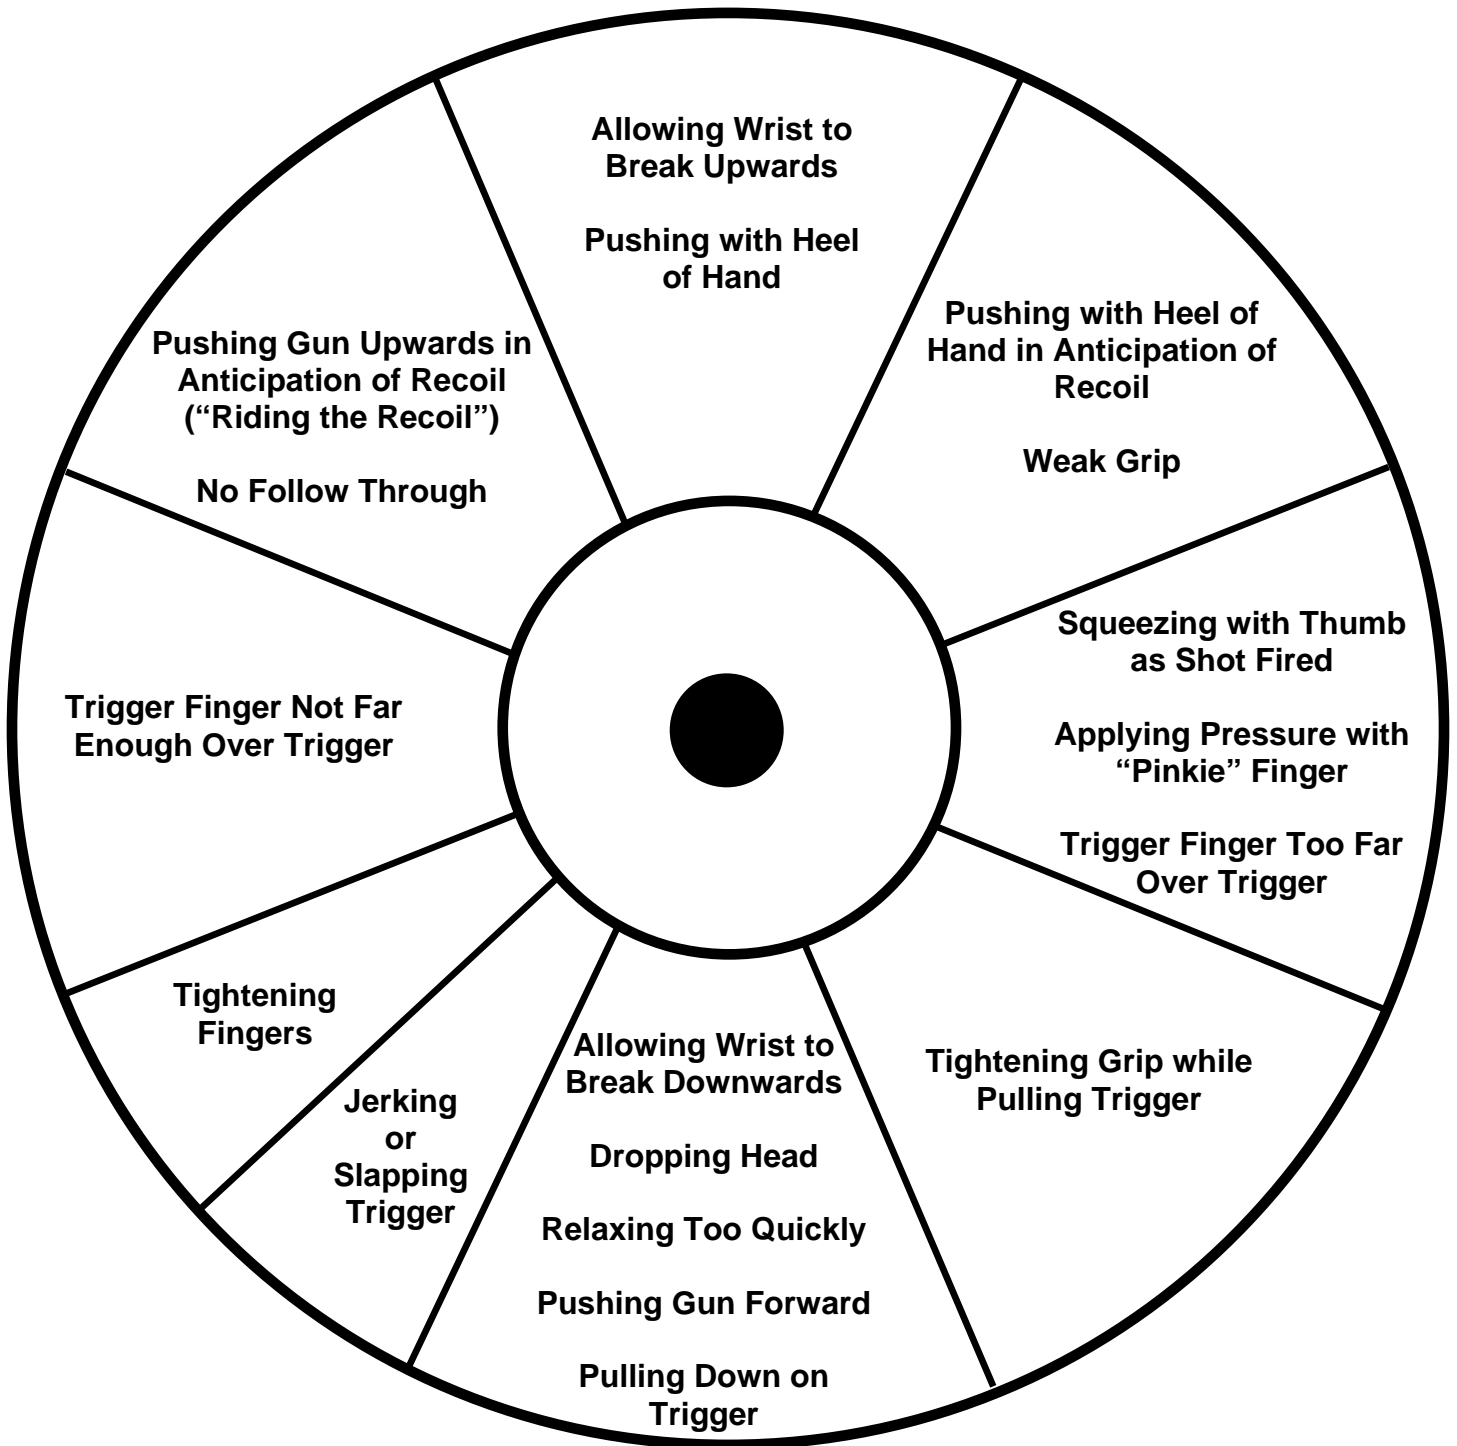 Allowing Wrist to
Break Upwards
Pushing with Heel
of Hand
Pushing with Heel of
Hand in Anticipation of
Recoil
Weak Grip
Pushing Gun Upwards in
Anticipation of Recoil
(“Riding the Recoil”)
No Follow Through
Squeezing with Thumb
as Shot Fired
Applying Pressure with
“Pinkie” Finger
Trigger Finger Too Far
Over Trigger
Trigger Finger Not Far
Enough Over Trigger
Tightening
Fingers
Jerking
or
Slapping
Trigger
Allowing Wrist to
Break Downwards
Dropping Head
Relaxing Too Quickly
Pushing Gun Forward
Pulling Down on
Trigger
Tightening Grip while
Pulling Trigger